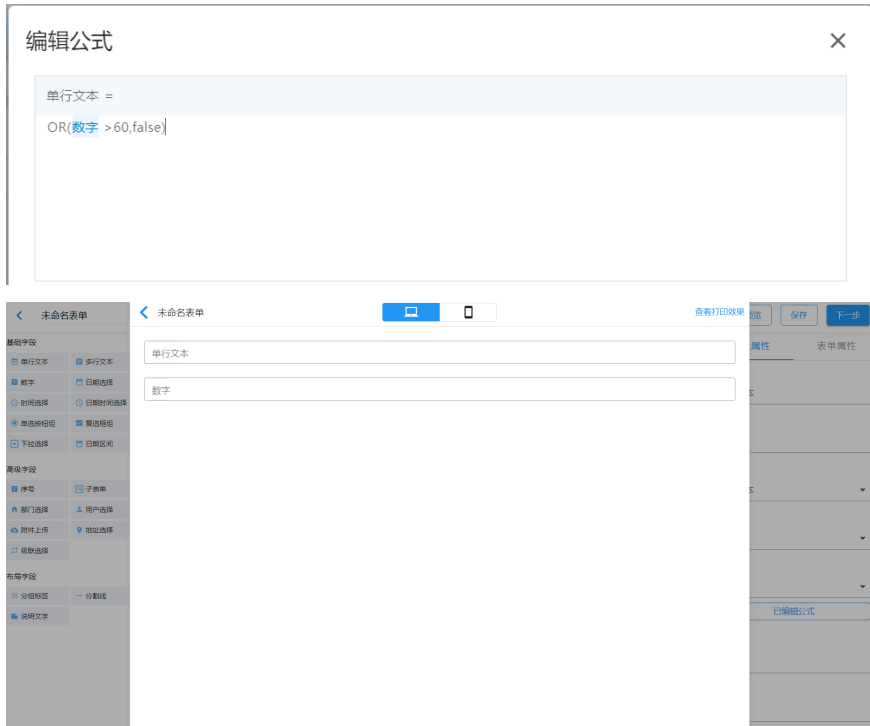 编辑公式
单行文本 =
OR(数字 >60,false)
未命名表单
未命名表单
查看打印效果
保存
下一步
基础字段
属性
表单属性
单行文本
多行文本
单行文本
数字
日期选择
数字
时间选择
日期时间选择
单选按钮组
复选框组
下拉选择
日期区间
高级字段
序号
子表单
部门选择
用户选择
附件上传
地址选择
级联选择
布局字段
分组标签
分割线
已编辑公式
说明文字